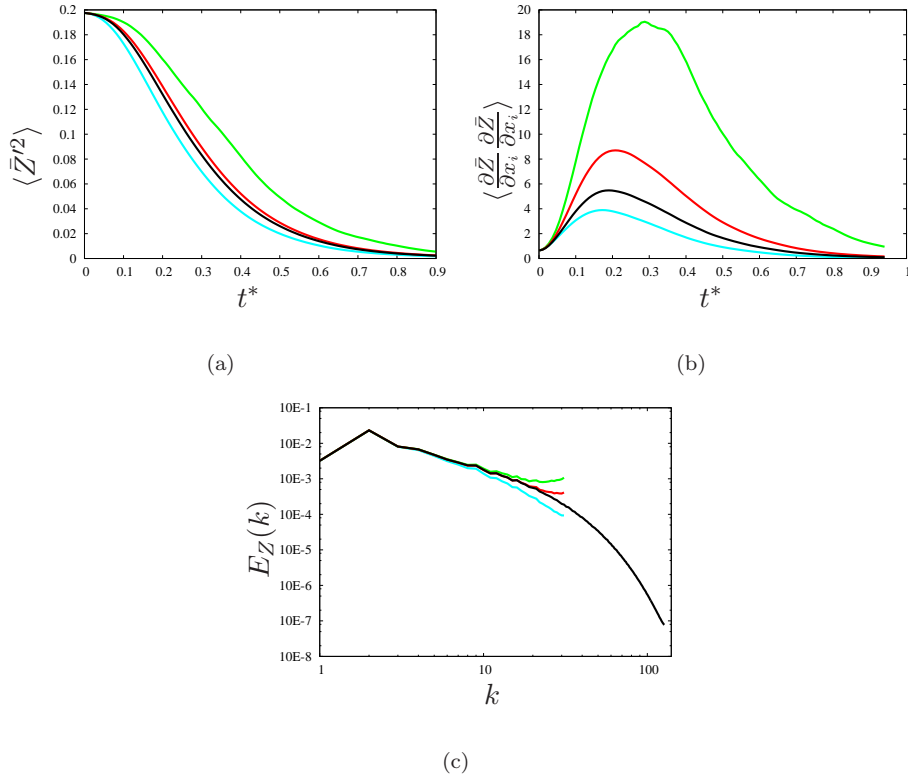 0.2
0.18
0.16
0.14
0.12
0.1
0.08
0.06
0.04
0.02
0
⟨Z̄′²⟩
0 0.1 0.2 0.3 0.4 0.5 0.6 0.7 0.8 0.9
t*
(a)
20
18
16
14
12
10
8
6
4
2
0
⟨∂Z̄/∂xᵢ ∂Z̄/∂xᵢ⟩
0 0.1 0.2 0.3 0.4 0.5 0.6 0.7 0.8 0.9 1
t*
(b)
10E-1
10E-2
10E-3
10E-4
10E-5
10E-6
10E-7
10E-8
E_Z(k)
1 10 100
k
(c)